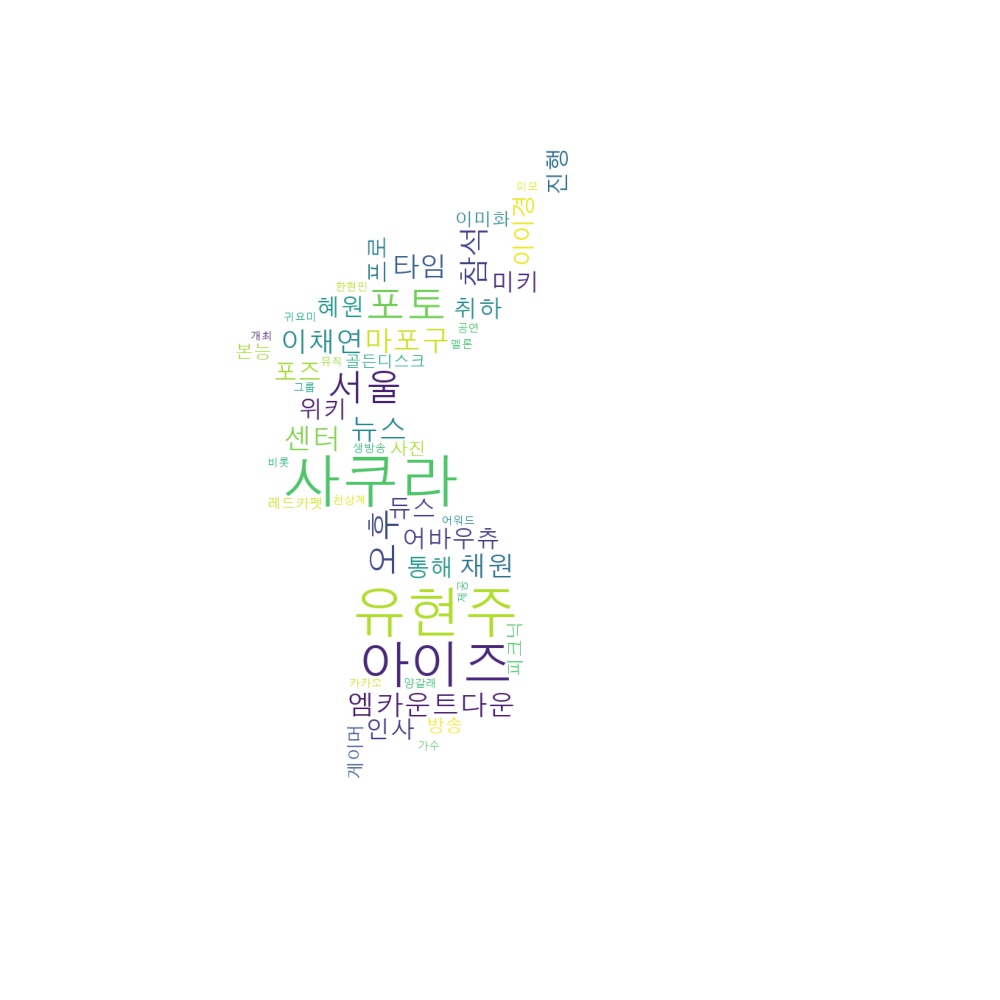 진행
미모
이이경
이미화
참석
프로
타임
미키
한현민
혜원
포토
취하
귀요미
공연
개최
이채연
마포구
멜론
본능
뮤직
골든디스크
포즈
그룹
서울
위키
뉴스
센터
생방송
사진
비롯
사쿠라
레드카펫
천상계
듀스
어워드
오후
어바우츄
통해
채원
제공
유현주
피크닉
아이즈
카카오
양갈래
엠카운트다운
인사
방송
게이머
가수